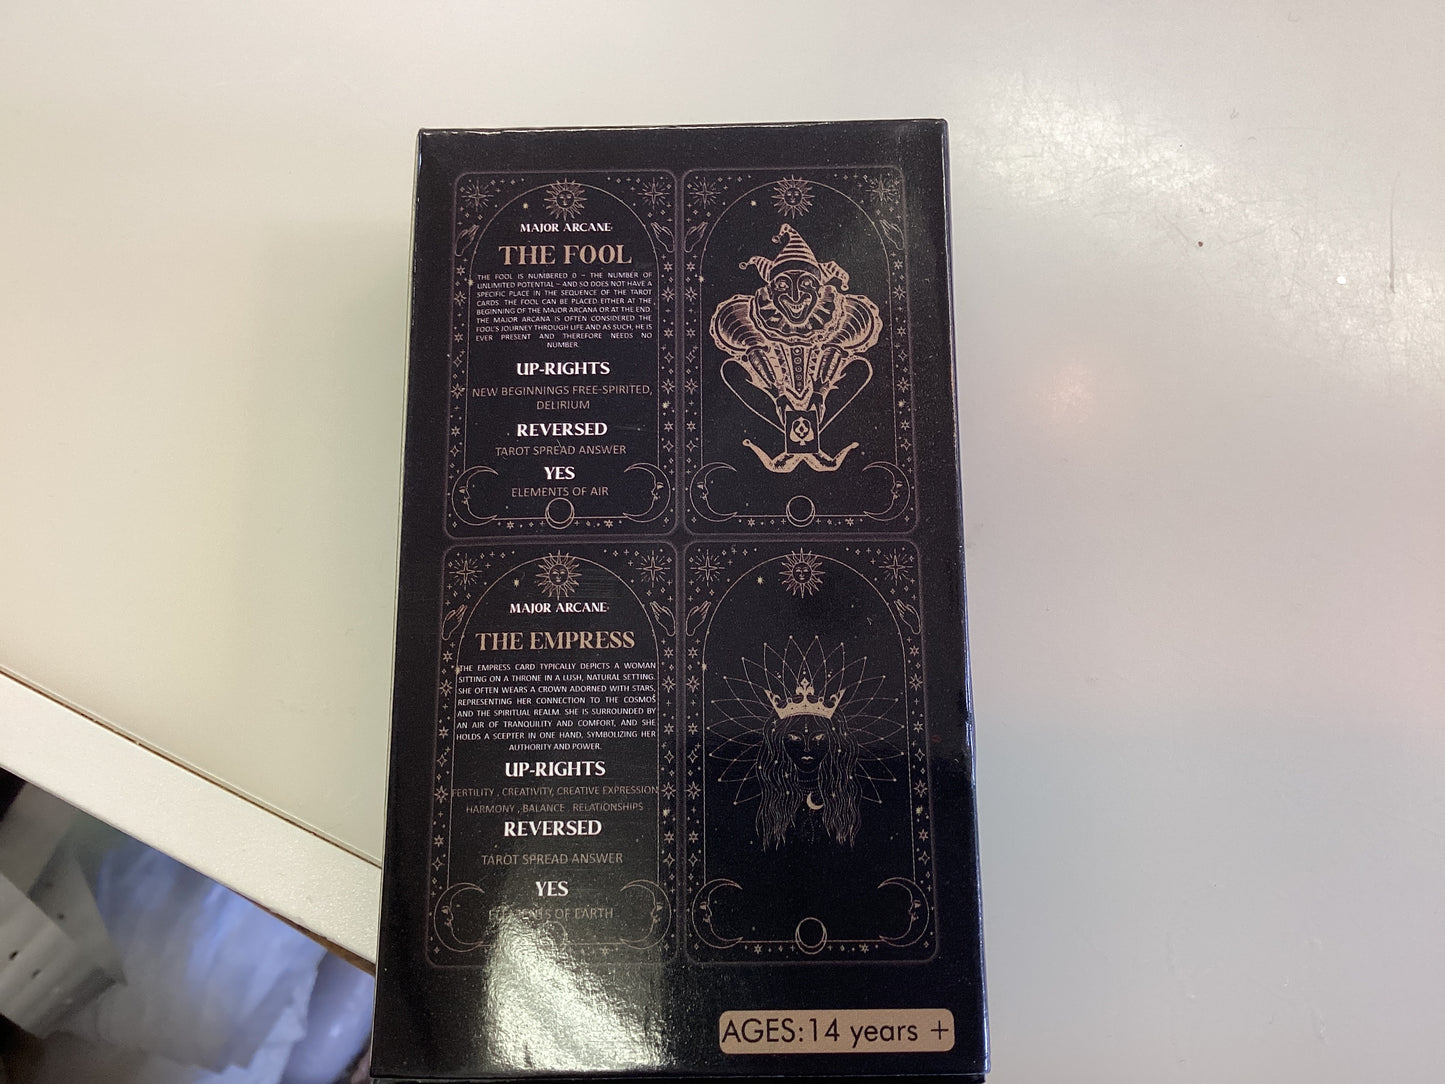 MAJOR ARCANE
THE FOOL
THE FOOL IS NUMBERED 0 – THE NUMBER OF
UNLIMITED POTENTIAL – AND SO DOES NOT HAVE A
SPECIFIC PLACE IN THE SEQUENCE OF THE TAROT
CARDS. THE FOOL CAN BE PLACED EITHER AT THE
BEGINNING OF THE MAJOR ARCANA OR AT THE END.
THE MAJOR ARCANA IS OFTEN CONSIDERED THE
FOOL'S JOURNEY THROUGH LIFE AND AS SUCH, HE IS
EVER PRESENT AND THEREFORE NEEDS NO
NUMBER.
UP-RIGHTS
NEW BEGINNINGS FREE-SPIRITED,
DELIRIUM
REVERSED
TAROT SPREAD ANSWER
YES
ELEMENTS OF AIR
MAJOR ARCANE
THE EMPRESS
THE EMPRESS CARD TYPICALLY DEPICTS A WOMAN
SITTING ON A THRONE IN A LUSH, NATURAL SETTING.
SHE OFTEN WEARS A CROWN ADORNED WITH STARS,
REPRESENTING HER CONNECTION TO THE COSMOS
AND THE SPIRITUAL REALM. SHE IS SURROUNDED BY
AN AIR OF TRANQUILITY AND COMFORT, AND SHE
HOLDS A SCEPTER IN ONE HAND, SYMBOLIZING HER
AUTHORITY AND POWER.
UP-RIGHTS
FERTILITY , CREATIVITY, CREATIVE EXPRESSION
HARMONY , BALANCE , RELATIONSHIPS
REVERSED
TAROT SPREAD ANSWER
YES
ELEMENTS OF EARTH
AGES:14 years +